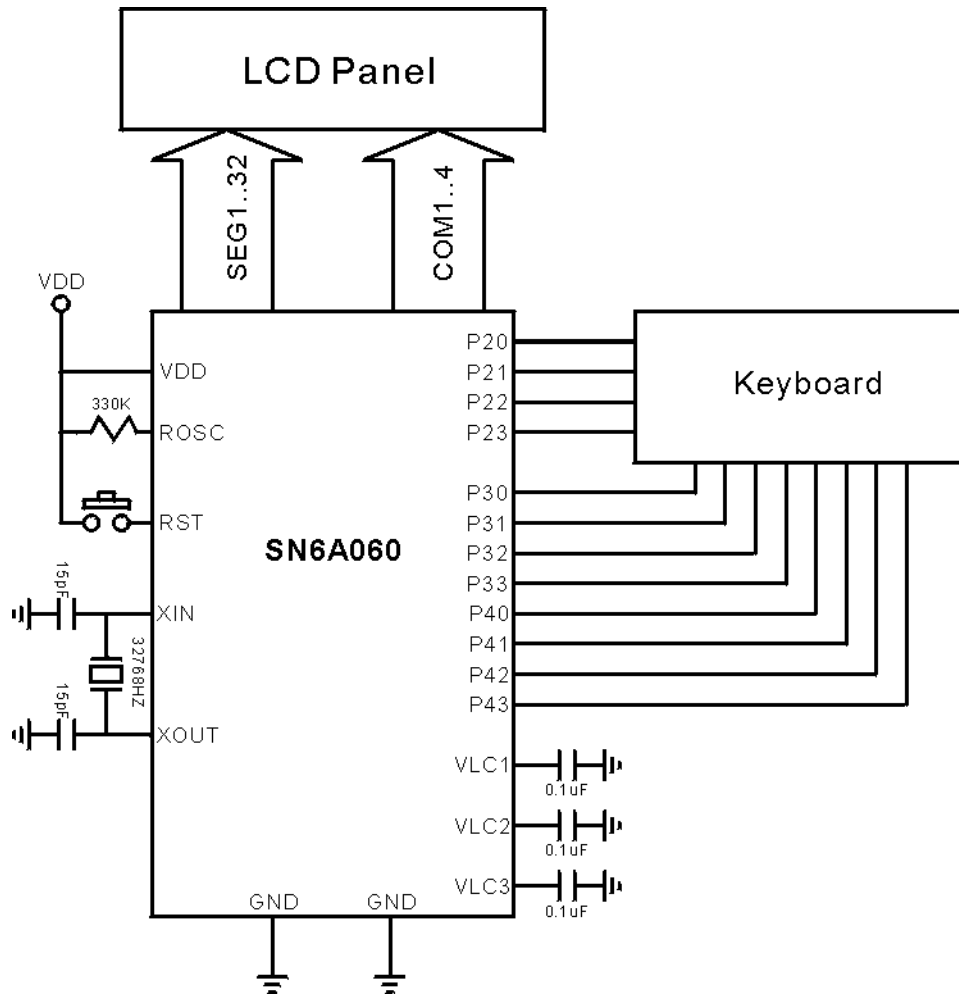 LCD Panel
SEG1..32
COM1..4
VDD
P20
P21
P22
P23
Keyboard
VDD
330K
ROSC
RST
P30
P31
P32
P33
P40
P41
P42
P43
SN6A060
15pF
XIN
32768HZ
15pF
XOUT
VLC1
0.1uF
VLC2
0.1uF
VLC3
0.1uF
GND
GND